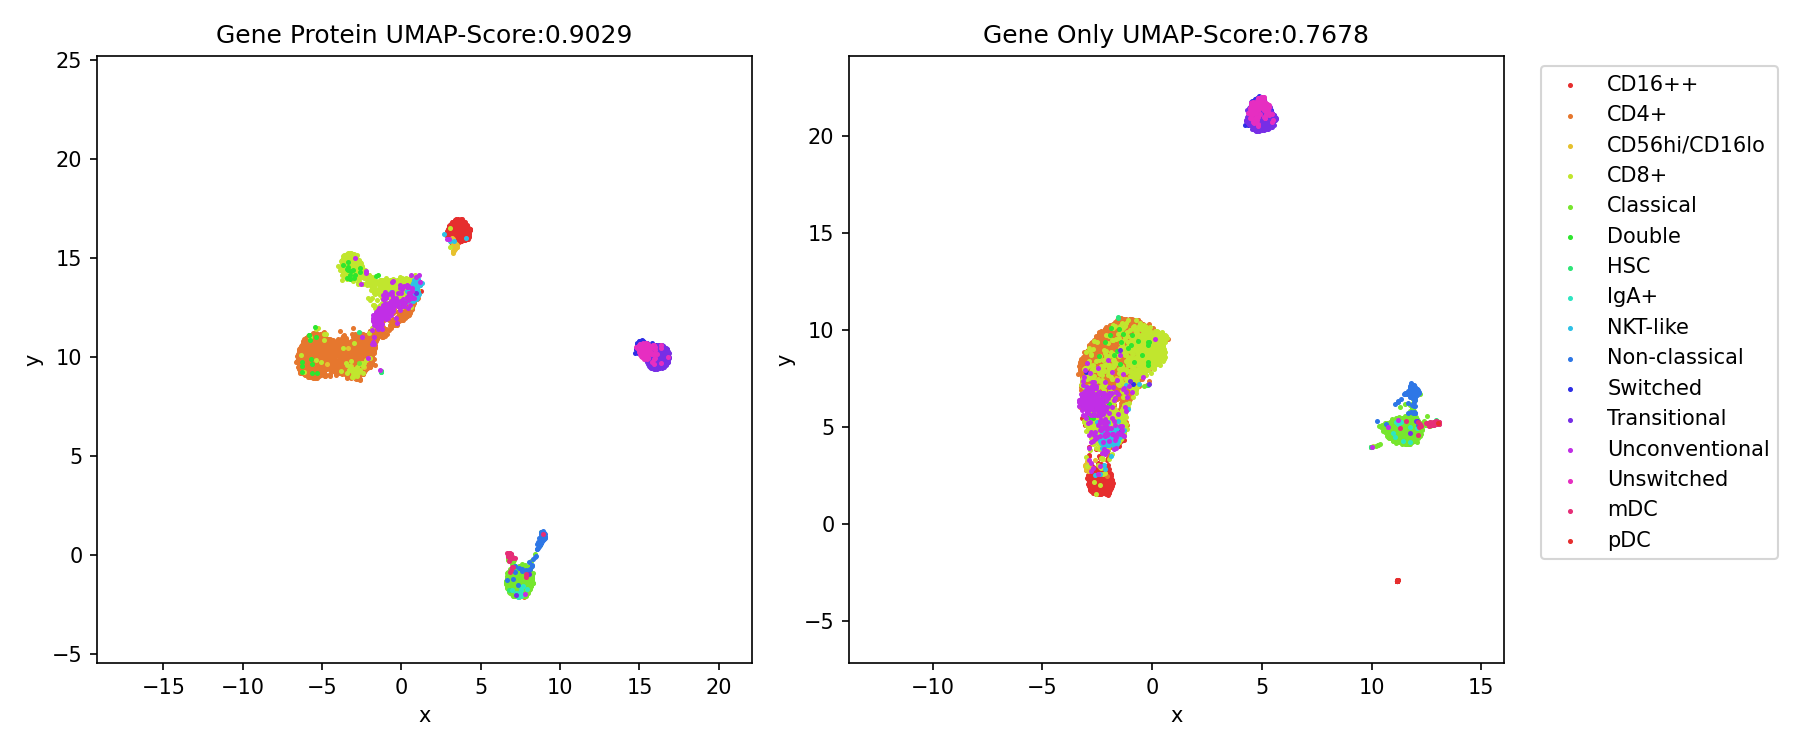 Gene Protein UMAP-Score:0.9029
25
20
15
10
5
0
−5
y
−15
−10
−5
0
5
10
15
20
x
Gene Only UMAP-Score:0.7678
20
15
10
5
0
−5
y
−10
−5
0
5
10
15
x
CD16++
CD4+
CD56hi/CD16lo
CD8+
Classical
Double
HSC
IgA+
NKT-like
Non-classical
Switched
Transitional
Unconventional
Unswitched
mDC
pDC